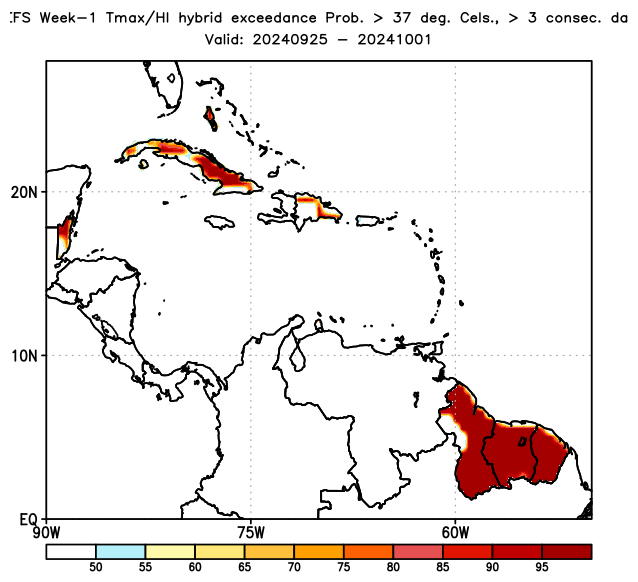 EFS Week-1 Tmax/HI hybrid exceedance Prob. > 37 deg. Cels., > 3 consec. da
Valid: 20240925 - 20241001
20N
10N
EQ
90W 75W 60W
50 55 60 65 70 75 80 85 90 95